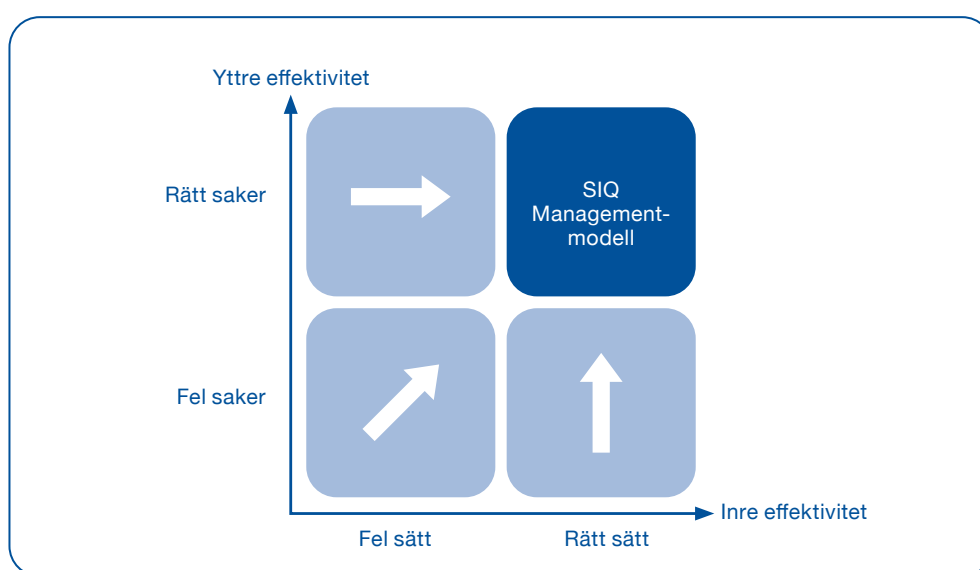 Yttre effektivitet
Rätt saker
SIQ
Management-
modell
Fel saker
Inre effektivitet
Fel sätt
Rätt sätt